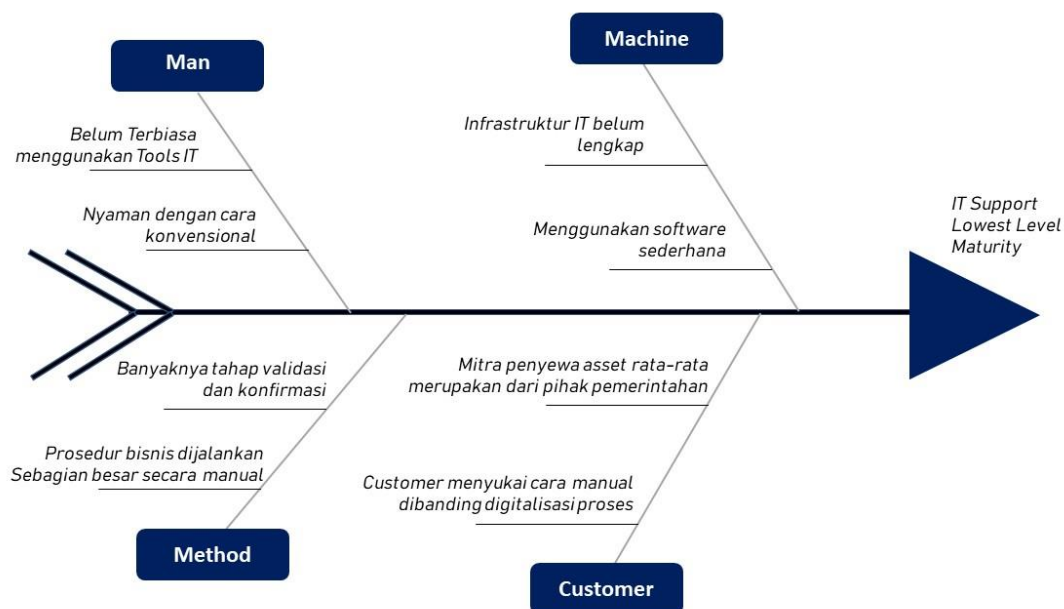 Man
Machine
Belum Terbiasa
menggunakan Tools IT
Nyaman dengan cara
konvensional
Infrastruktur IT belum
lengkap
Menggunakan software
sederhana
IT Support
Lowest Level
Maturity
Banyaknya tahap validasi
dan konfirmasi
Prosedur bisnis dijalankan
Sebagian besar secara manual
Mitra penyewa asset rata-rata
merupakan dari pihak pemerintahan
Customer menyukai cara manual
dibanding digitalisasi proses
Method
Customer